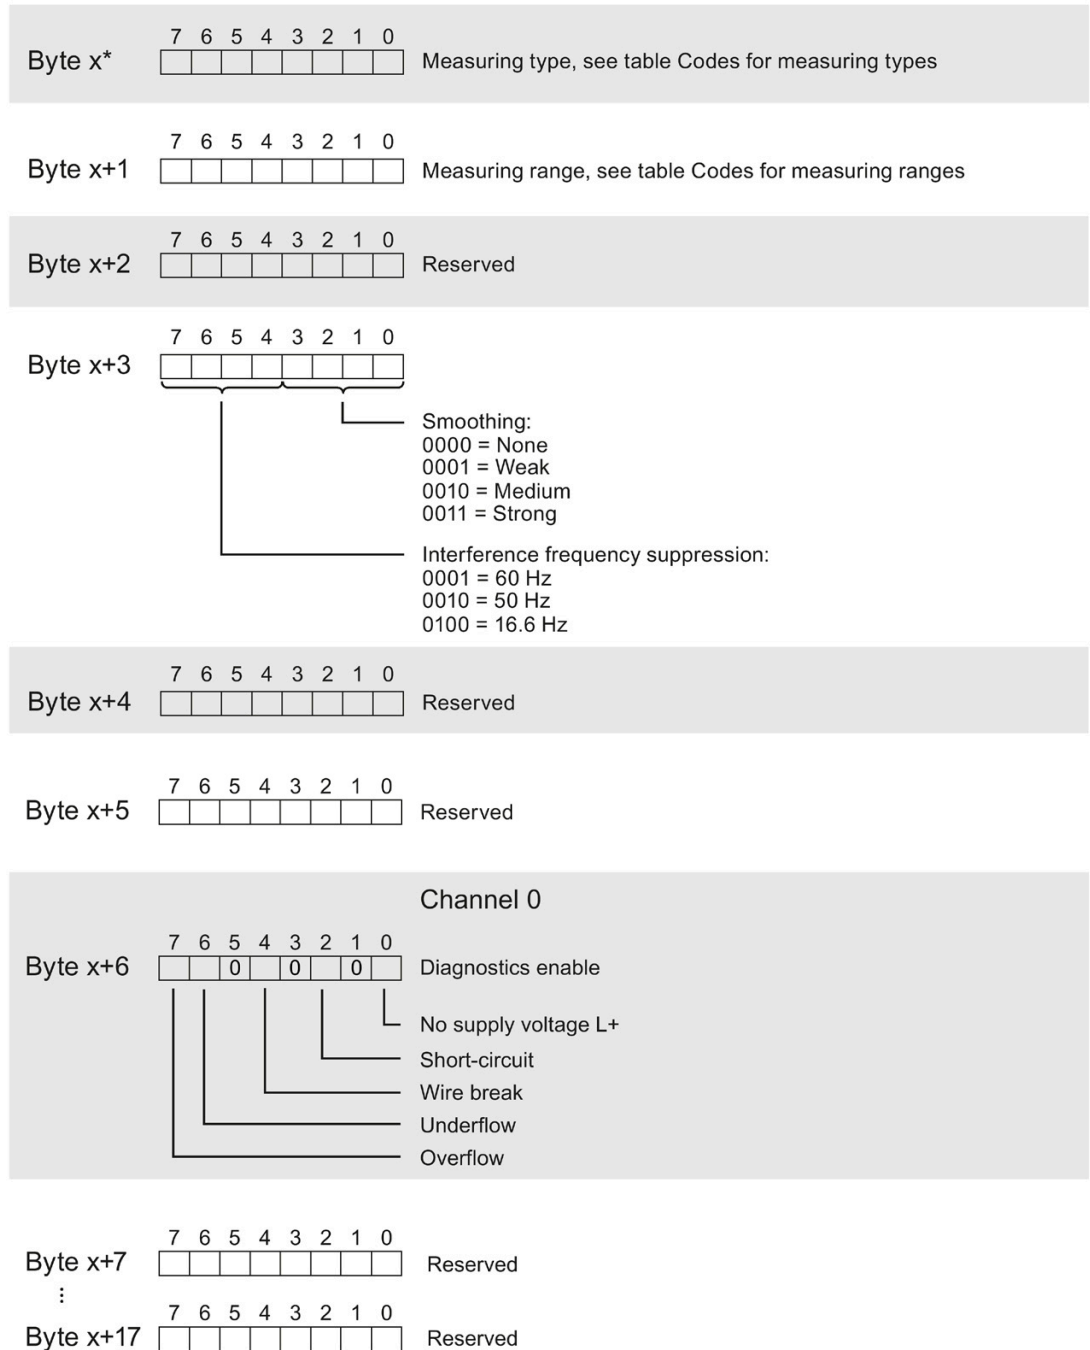 7 6 5 4 3 2 1 0
Byte x* Measuring type, see table Codes for measuring types
7 6 5 4 3 2 1 0
Byte x+1 Measuring range, see table Codes for measuring ranges
7 6 5 4 3 2 1 0
Byte x+2 Reserved
7 6 5 4 3 2 1 0
Byte x+3
Smoothing:
0000 = None
0001 = Weak
0010 = Medium
0011 = Strong
Interference frequency suppression:
0001 = 60 Hz
0010 = 50 Hz
0100 = 16.6 Hz
7 6 5 4 3 2 1 0
Byte x+4 Reserved
7 6 5 4 3 2 1 0
Byte x+5 Reserved
Channel 0
7 6 5 4 3 2 1 0
Byte x+6 0 0 0 Diagnostics enable
No supply voltage L+
Short-circuit
Wire break
Underflow
Overflow
7 6 5 4 3 2 1 0
Byte x+7 Reserved
⋮
7 6 5 4 3 2 1 0
Byte x+17 Reserved